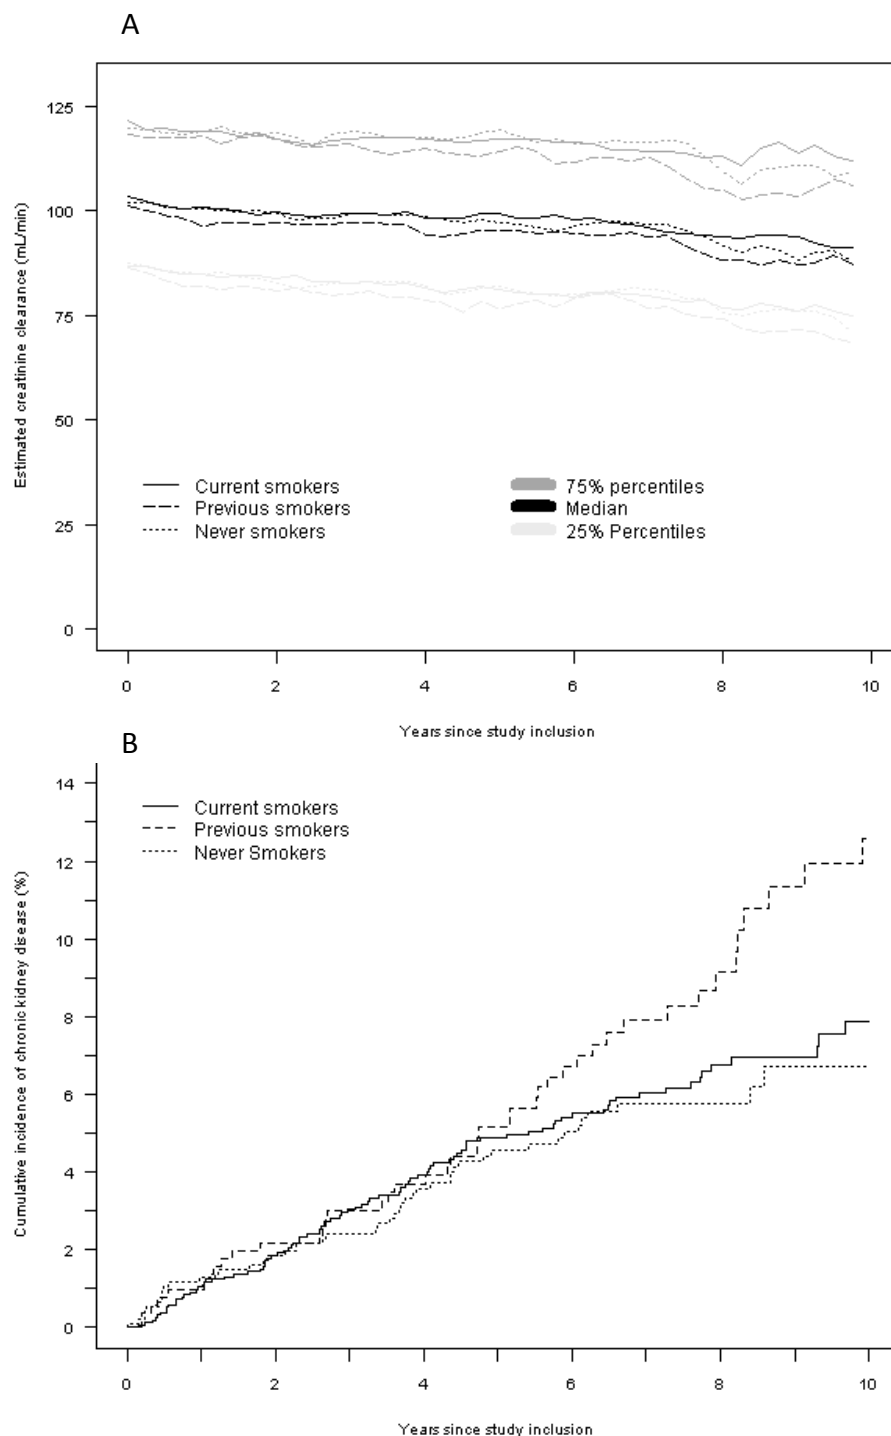 A
Estimated creatinine clearance (mL/min)
125
100
75
50
25
0
Current smokers
Previous smokers
Never smokers
75% percentiles
Median
25% Percentiles
0 2 4 6 8 10
Years since study inclusion
B
Cumulative incidence of chronic kidney disease (%)
14
12
10
8
6
4
2
0
Current smokers
Previous smokers
Never Smokers
0 2 4 6 8 10
Years since study inclusion